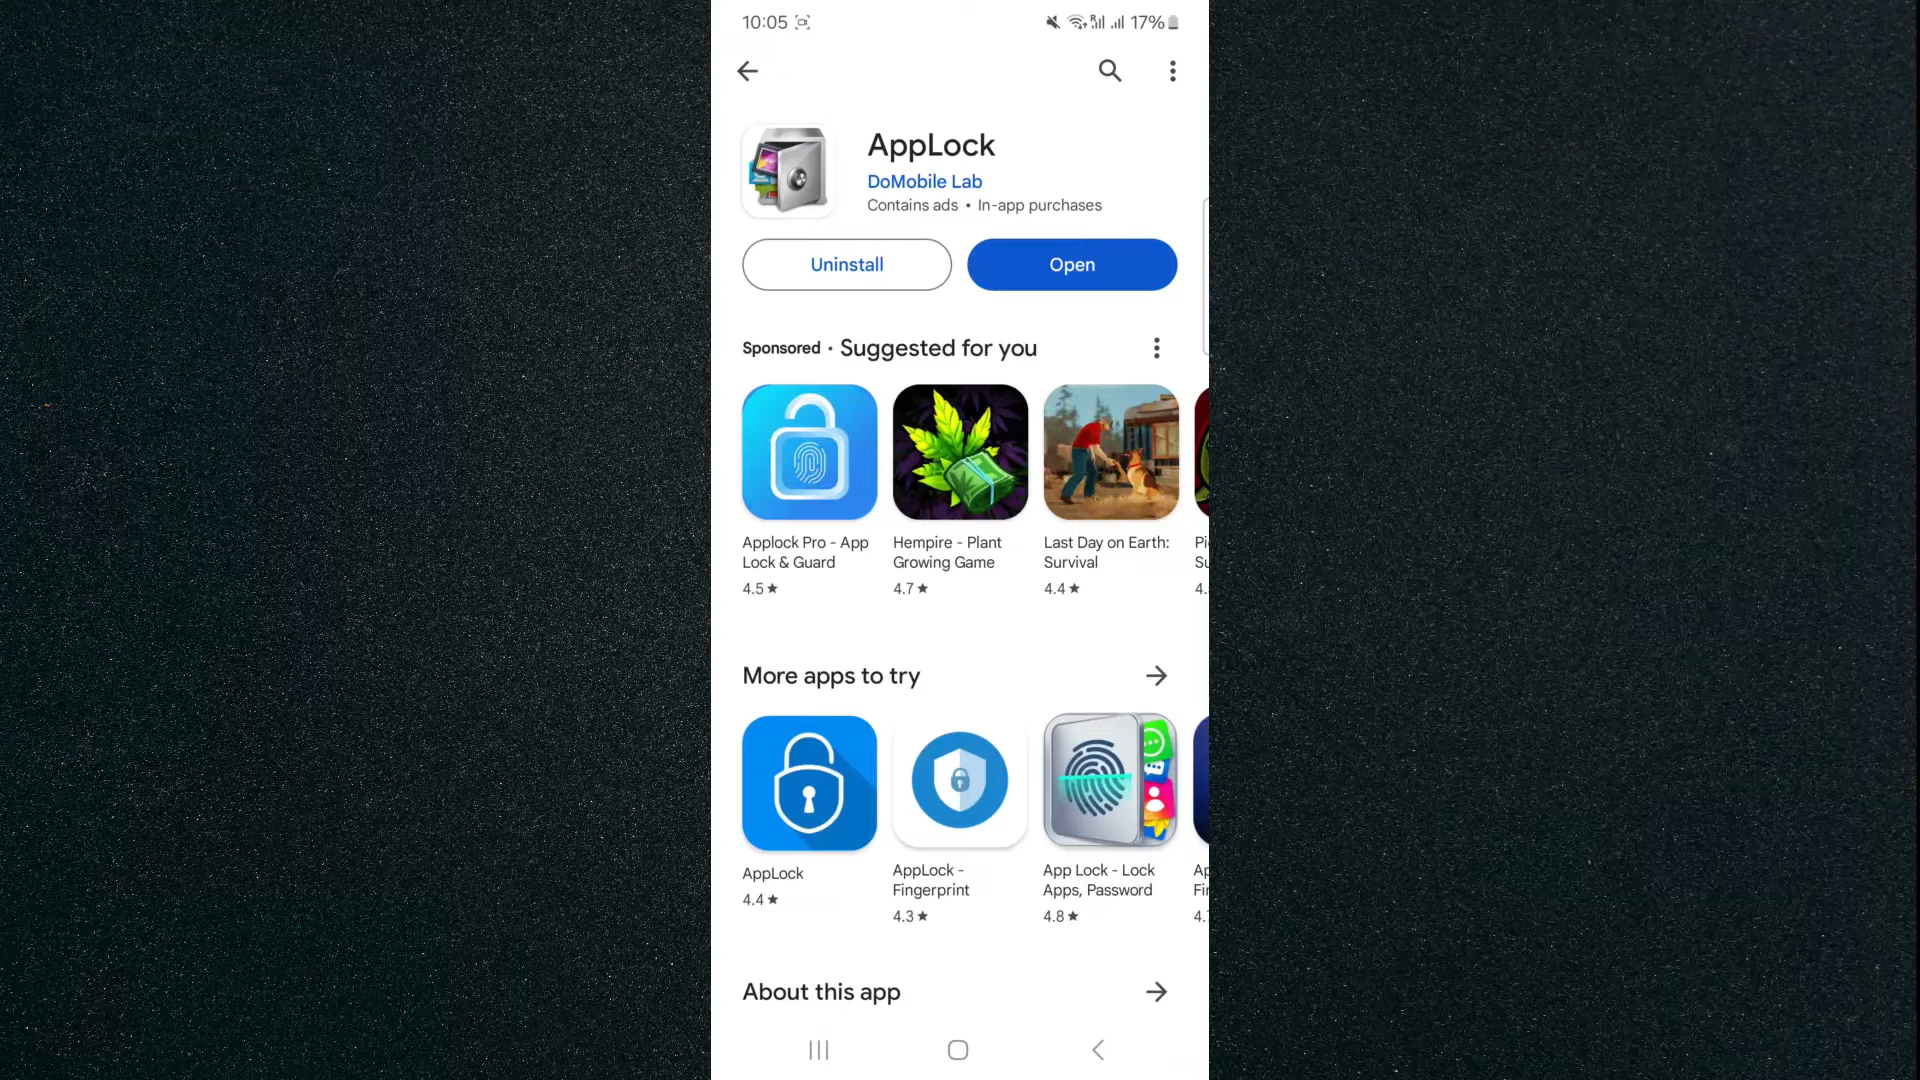 10:05
17%
AppLock
DoMobile Lab
Contains ads • In-app purchases
Uninstall
Open
Sponsored • Suggested for you
Applock Pro - App
Lock & Guard
4.5★
Hempire - Plant
Growing Game
4.7★
Last Day on Earth:
Survival
4.4★
More apps to try
AppLock
4.4★
AppLock -
Fingerprint
4.3★
App Lock - Lock
Apps, Password
4.8★
About this app